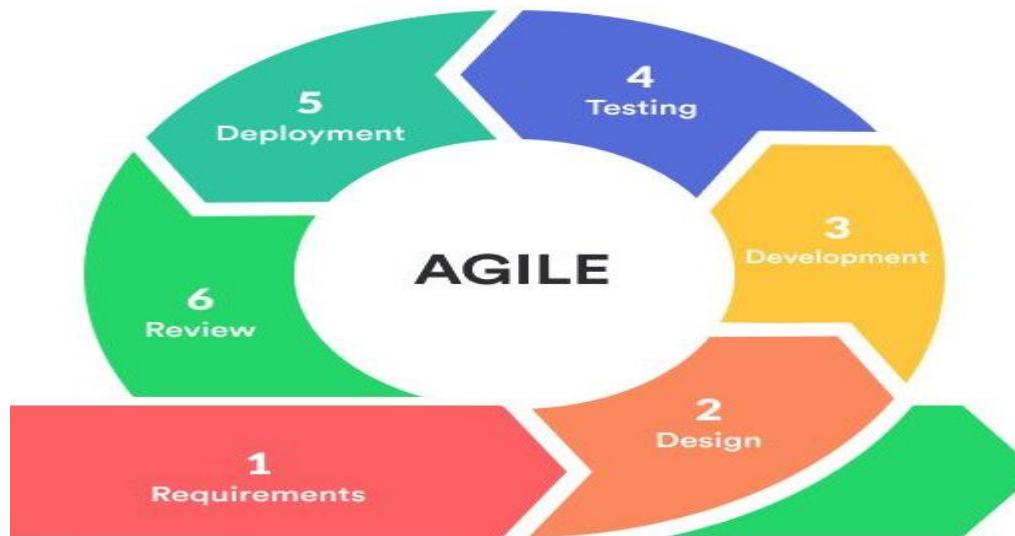 AGILE
1
Requirements
2
Design
3
Development
4
Testing
5
Deployment
6
Review